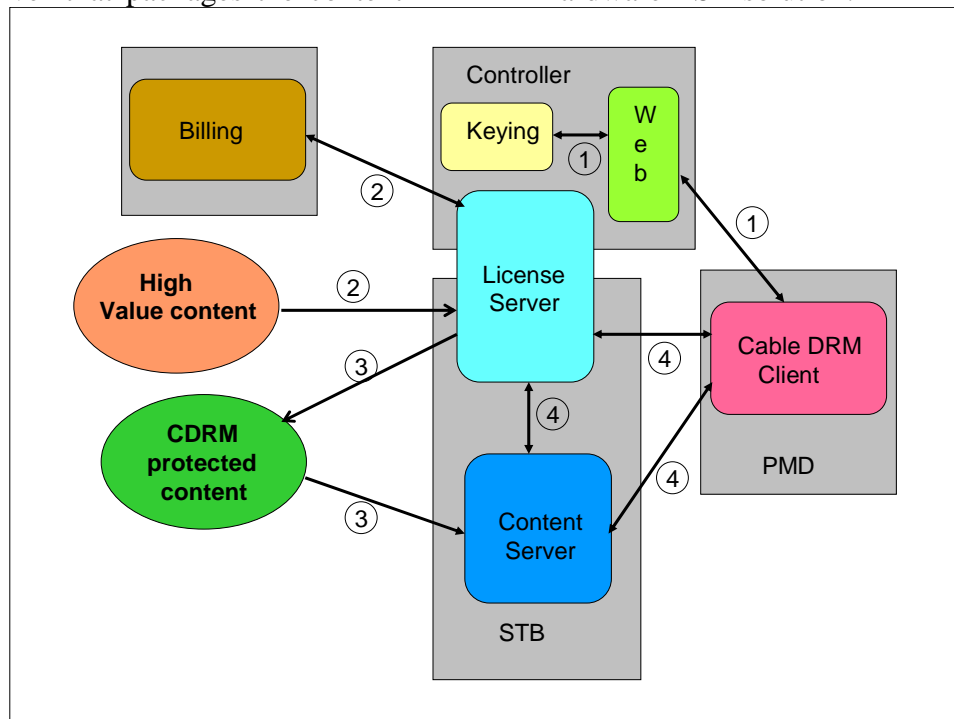 Controller
Billing
Keying
W
e
b
1
2
1
High
Value content
2
License
Server
3
4
Cable DRM
Client
4
CDRM
protected
content
PMD
4
3
Content
Server
STB